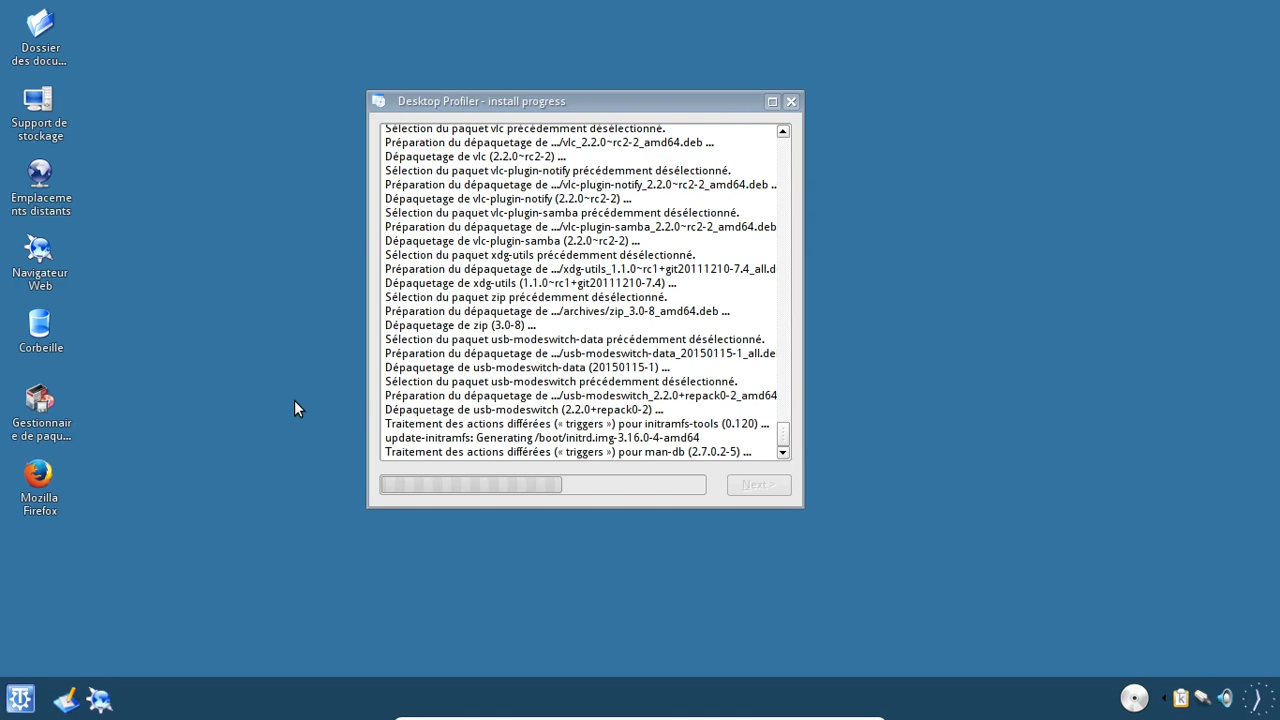 Dossier
des docu...
Support de
stockage
Emplaceme
nts distants
Navigateur
Web
Corbeille
Gestionnair
e de paqu...
Mozilla
Firefox
Desktop Profiler - install progress
Sélection du paquet vlc précédemment désélectionné.
Préparation du dépaquetage de .../vlc_2.2.0~rc2-2_amd64.deb ...
Dépaquetage de vlc (2.2.0~rc2-2) ...
Sélection du paquet vlc-plugin-notify précédemment désélectionné.
Préparation du dépaquetage de .../vlc-plugin-notify_2.2.0~rc2-2_amd64.deb ..
Dépaquetage de vlc-plugin-notify (2.2.0~rc2-2) ...
Sélection du paquet vlc-plugin-samba précédemment désélectionné.
Préparation du dépaquetage de .../vlc-plugin-samba_2.2.0~rc2-2_amd64.deb
Dépaquetage de vlc-plugin-samba (2.2.0~rc2-2) ...
Sélection du paquet xdg-utils précédemment désélectionné.
Préparation du dépaquetage de .../xdg-utils_1.1.0~rc1+git20111210-7.4_all.d
Dépaquetage de xdg-utils (1.1.0~rc1+git20111210-7.4) ...
Sélection du paquet zip précédemment désélectionné.
Préparation du dépaquetage de .../archives/zip_3.0-8_amd64.deb ...
Dépaquetage de zip (3.0-8) ...
Sélection du paquet usb-modeswitch-data précédemment désélectionné.
Préparation du dépaquetage de .../usb-modeswitch-data_20150115-1_all.de
Dépaquetage de usb-modeswitch-data (20150115-1) ...
Sélection du paquet usb-modeswitch précédemment désélectionné.
Préparation du dépaquetage de .../usb-modeswitch_2.2.0+repack0-2_amd64
Dépaquetage de usb-modeswitch (2.2.0+repack0-2) ...
Traitement des actions différées (« triggers ») pour initramfs-tools (0.120) ...
update-initramfs: Generating /boot/initrd.img-3.16.0-4-amd64
Traitement des actions différées (« triggers ») pour man-db (2.7.0.2-5) ...
Next >